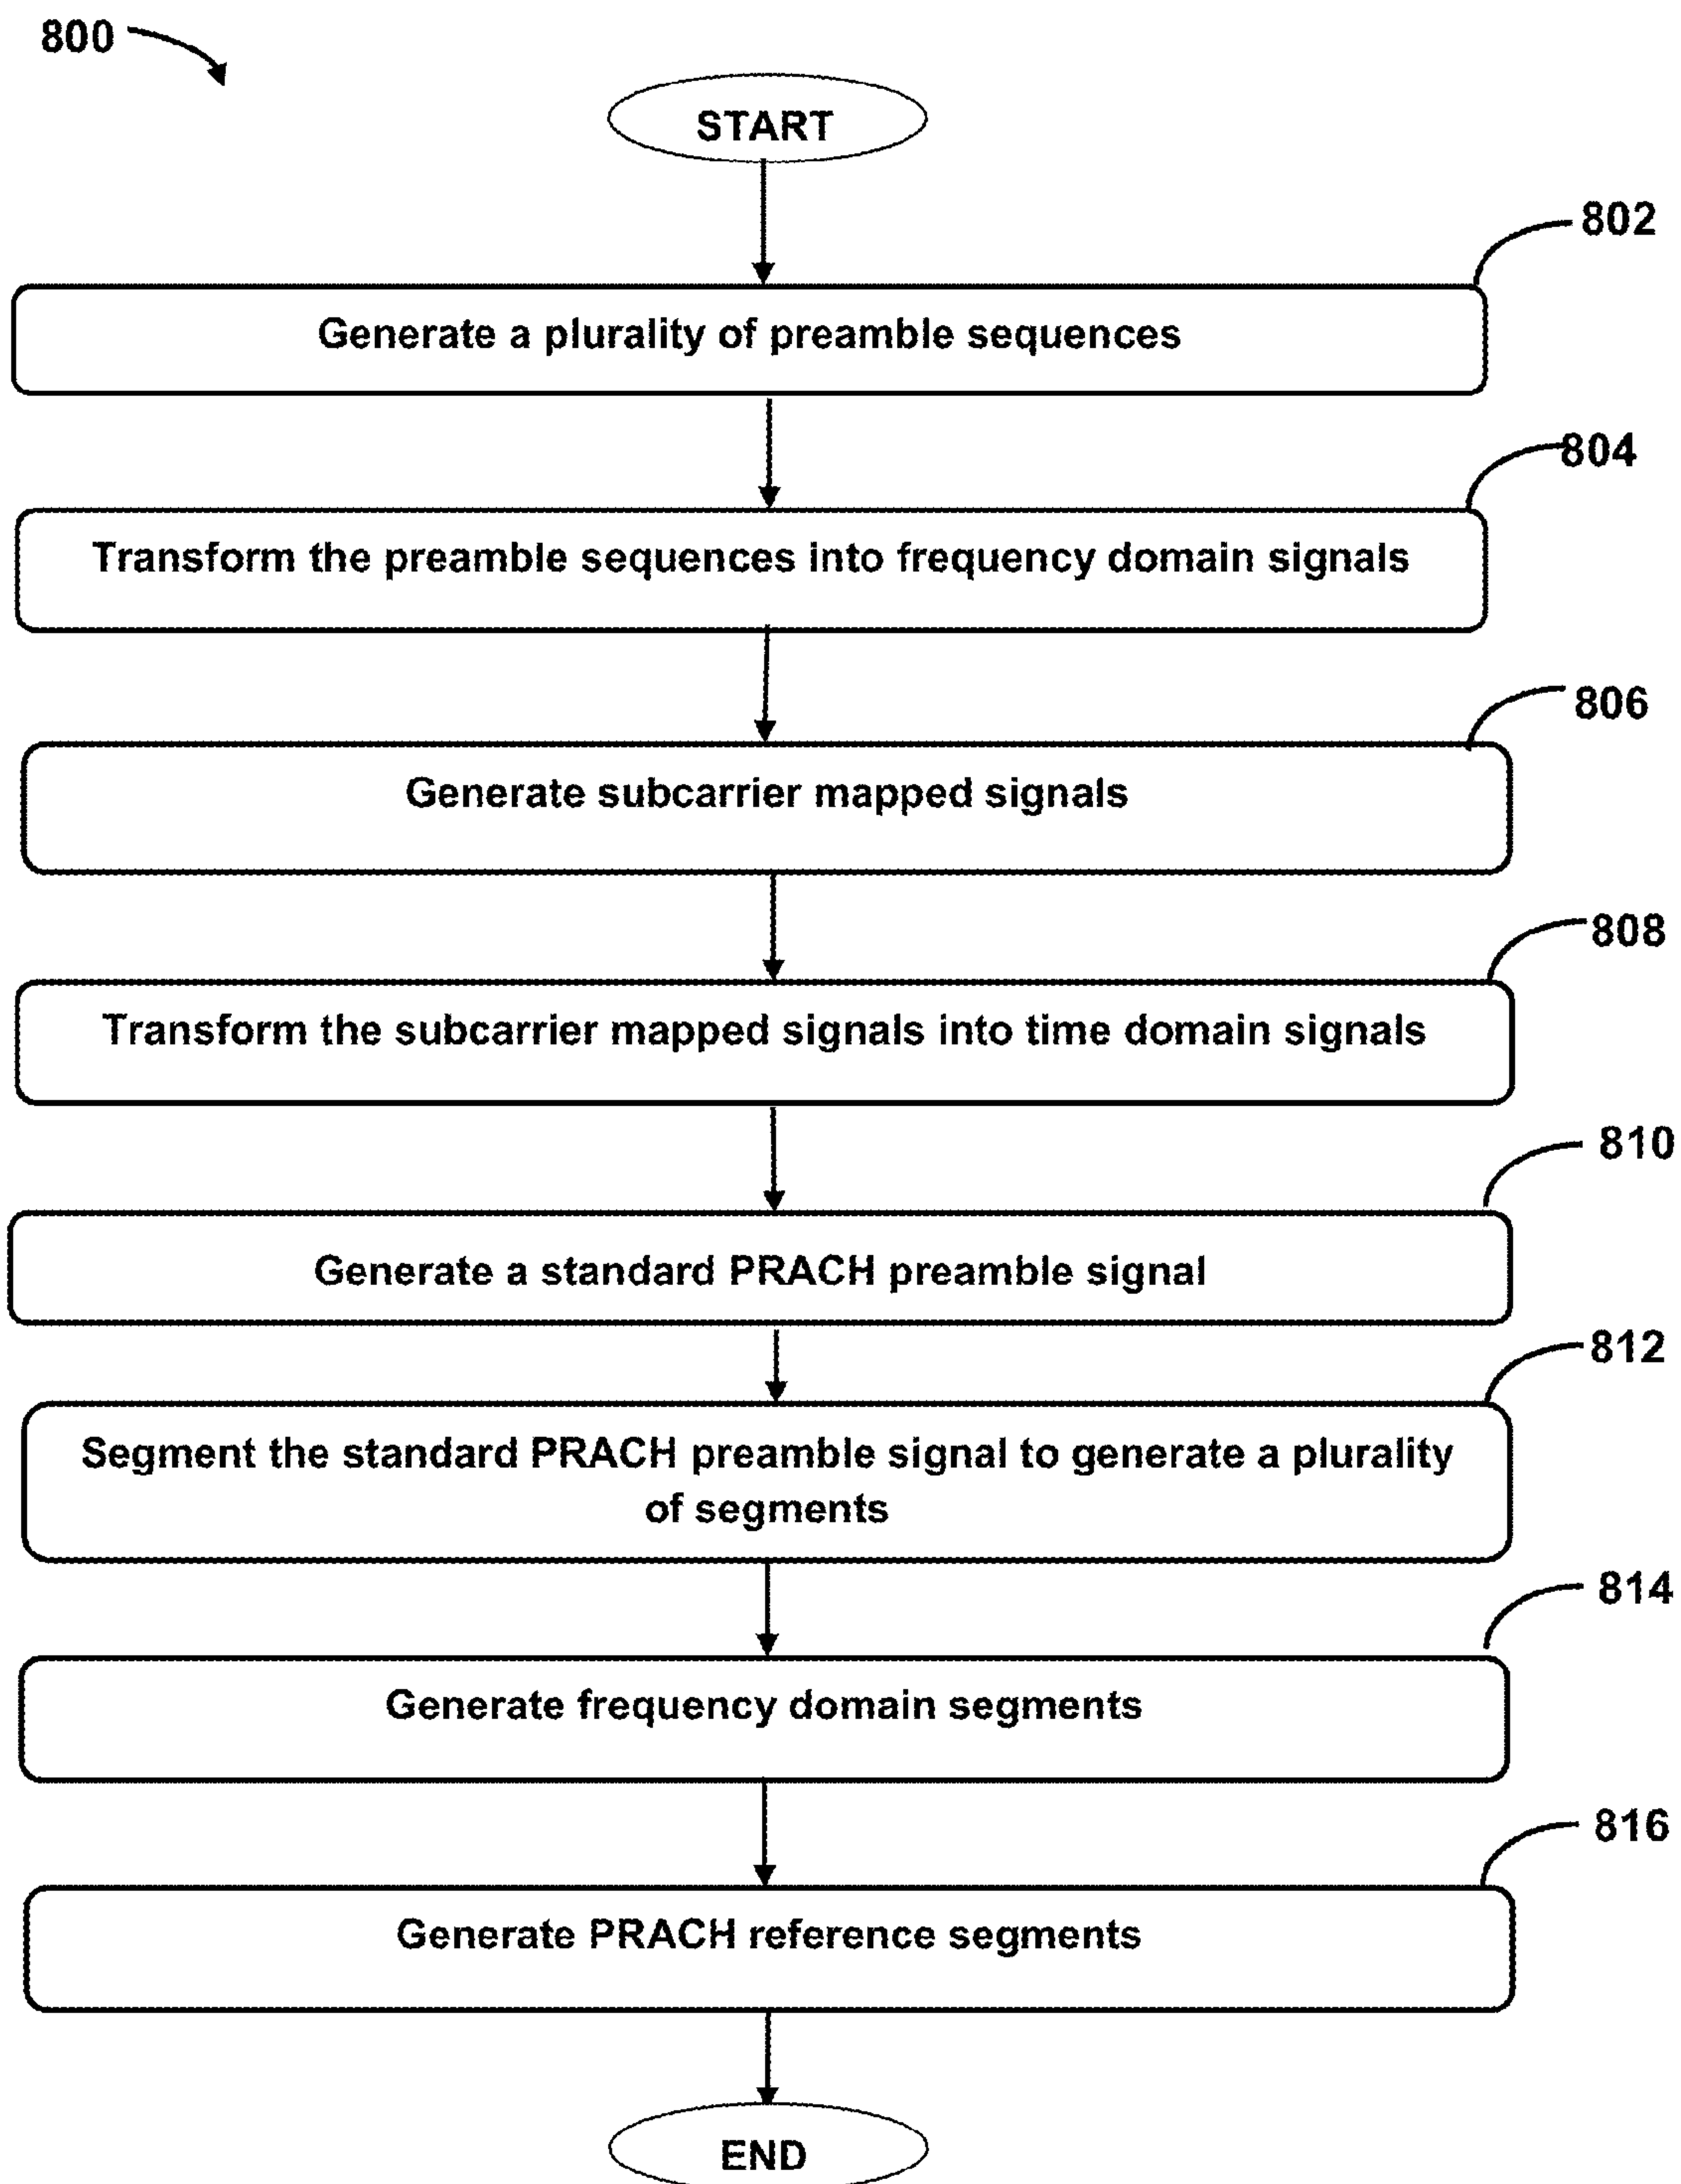 800
START
802
Generate a plurality of preamble sequences
804
Transform the preamble sequences into frequency domain signals
806
Generate subcarrier mapped signals
808
Transform the subcarrier mapped signals into time domain signals
810
Generate a standard PRACH preamble signal
812
Segment the standard PRACH preamble signal to generate a plurality
of segments
814
Generate frequency domain segments
816
Generate PRACH reference segments
END